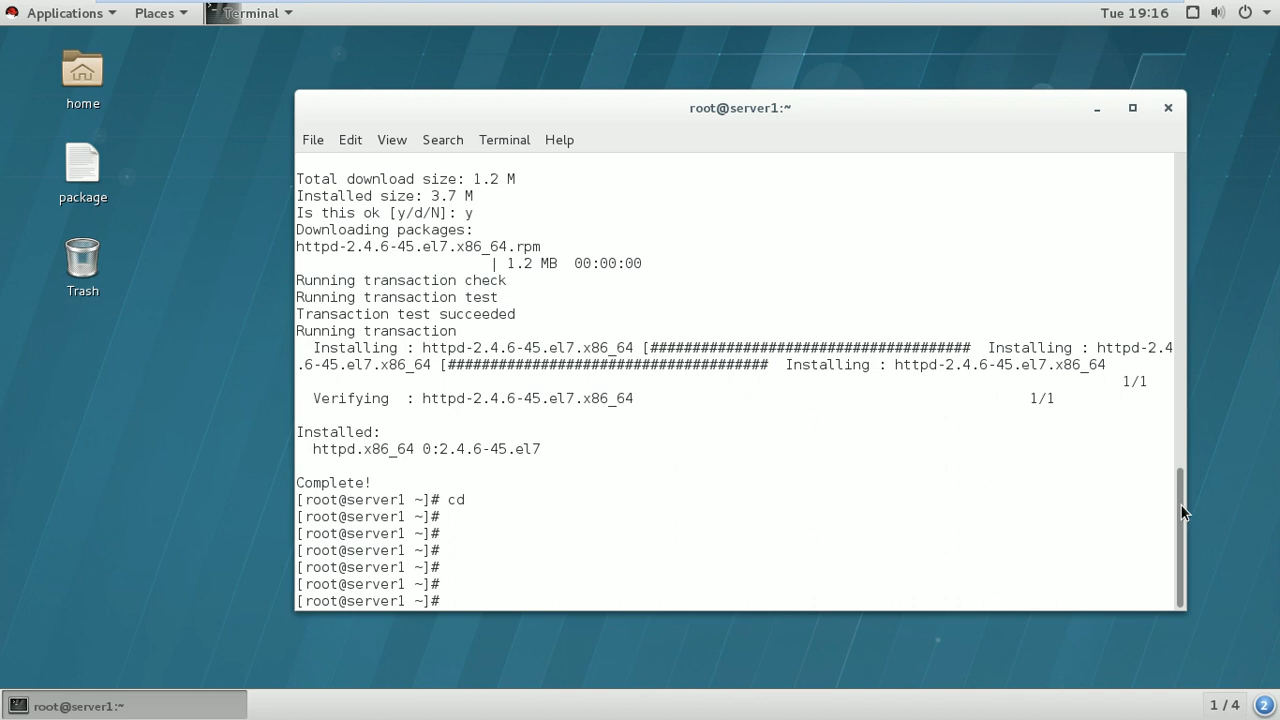 Applications Places Terminal Tue 19:16
home
package
Trash
root@server1:~
File Edit View Search Terminal Help
Total download size: 1.2 M
Installed size: 3.7 M
Is this ok [y/d/N]: y
Downloading packages:
httpd-2.4.6-45.el7.x86_64.rpm
| 1.2 MB  00:00:00
Running transaction check
Running transaction test
Transaction test succeeded
Running transaction
  Installing : httpd-2.4.6-45.el7.x86_64 [######################################  Installing : httpd-2.4
.6-45.el7.x86_64 [######################################  Installing : httpd-2.4.6-45.el7.x86_64
1/1
  Verifying  : httpd-2.4.6-45.el7.x86_64 1/1
Installed:
  httpd.x86_64 0:2.4.6-45.el7
Complete!
[root@server1 ~]# cd
[root@server1 ~]#
[root@server1 ~]#
[root@server1 ~]#
[root@server1 ~]#
[root@server1 ~]#
[root@server1 ~]#
root@server1:~ 1 / 4 2